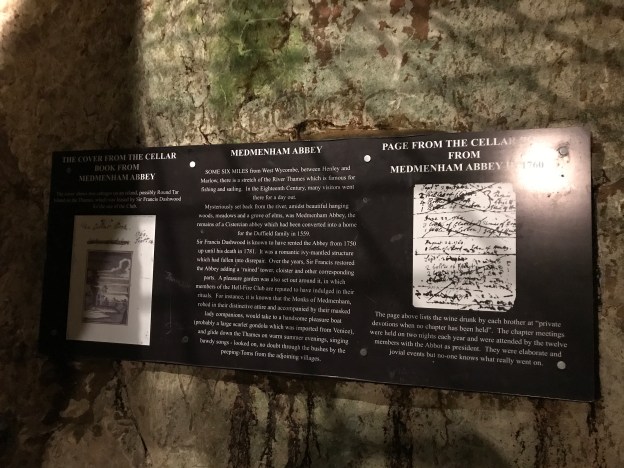 THE COVER FROM THE CELLAR
BOOK FROM
MEDMENHAM ABBEY
possibly Round Tar
by Sir Francis Dashwood
MEDMENHAM ABBEY
SOME SIX MILES from West Wycombe, between Henley and
Marlow, there is a stretch of the River Thames which is famous for
fishing and sailing. In the Eighteenth Century, many visitors went
there for a day out.
Mysteriously set back from the river, amidst beautiful hanging
woods, meadows and a grove of elms, was Medmenham Abbey, the
remains of a Cistercian abbey which had been converted into a home
for the Duffield family in 1559.
Sir Francis Dashwood is known to have rented the Abbey from 1750
up until his death in 1781. It was a romantic ivy-mantled structure
which had fallen into disrepair. Over the years, Sir Francis restored
the Abbey adding a 'ruined' tower, cloister and other corresponding
parts. A pleasure garden was also set out around it, in which
members of the Hell-Fire Club are reputed to have indulged in their
rituals. For instance, it is known that the Monks of Medmenham,
robed in their distinctive attire and accompanied by their masked
lady companions, would take to a handsome pleasure boat
(probably a large scarlet gondola which was imported from Venice),
and glide down the Thames on warm summer evenings, singing
bawdy songs - looked on, no doubt through the bushes by the
peeping-Toms from the adjoining villages.
PAGE FROM THE CELLAR
FROM
MEDMENHAM ABBEY 1760
The page above lists the wine drunk by each brother at "private
devotions when no chapter has been held". The chapter meetings
were held on two nights each year and were attended by the twelve
members with the Abbot as president. They were elaborate and
jovial events but no-one knows what really went on.